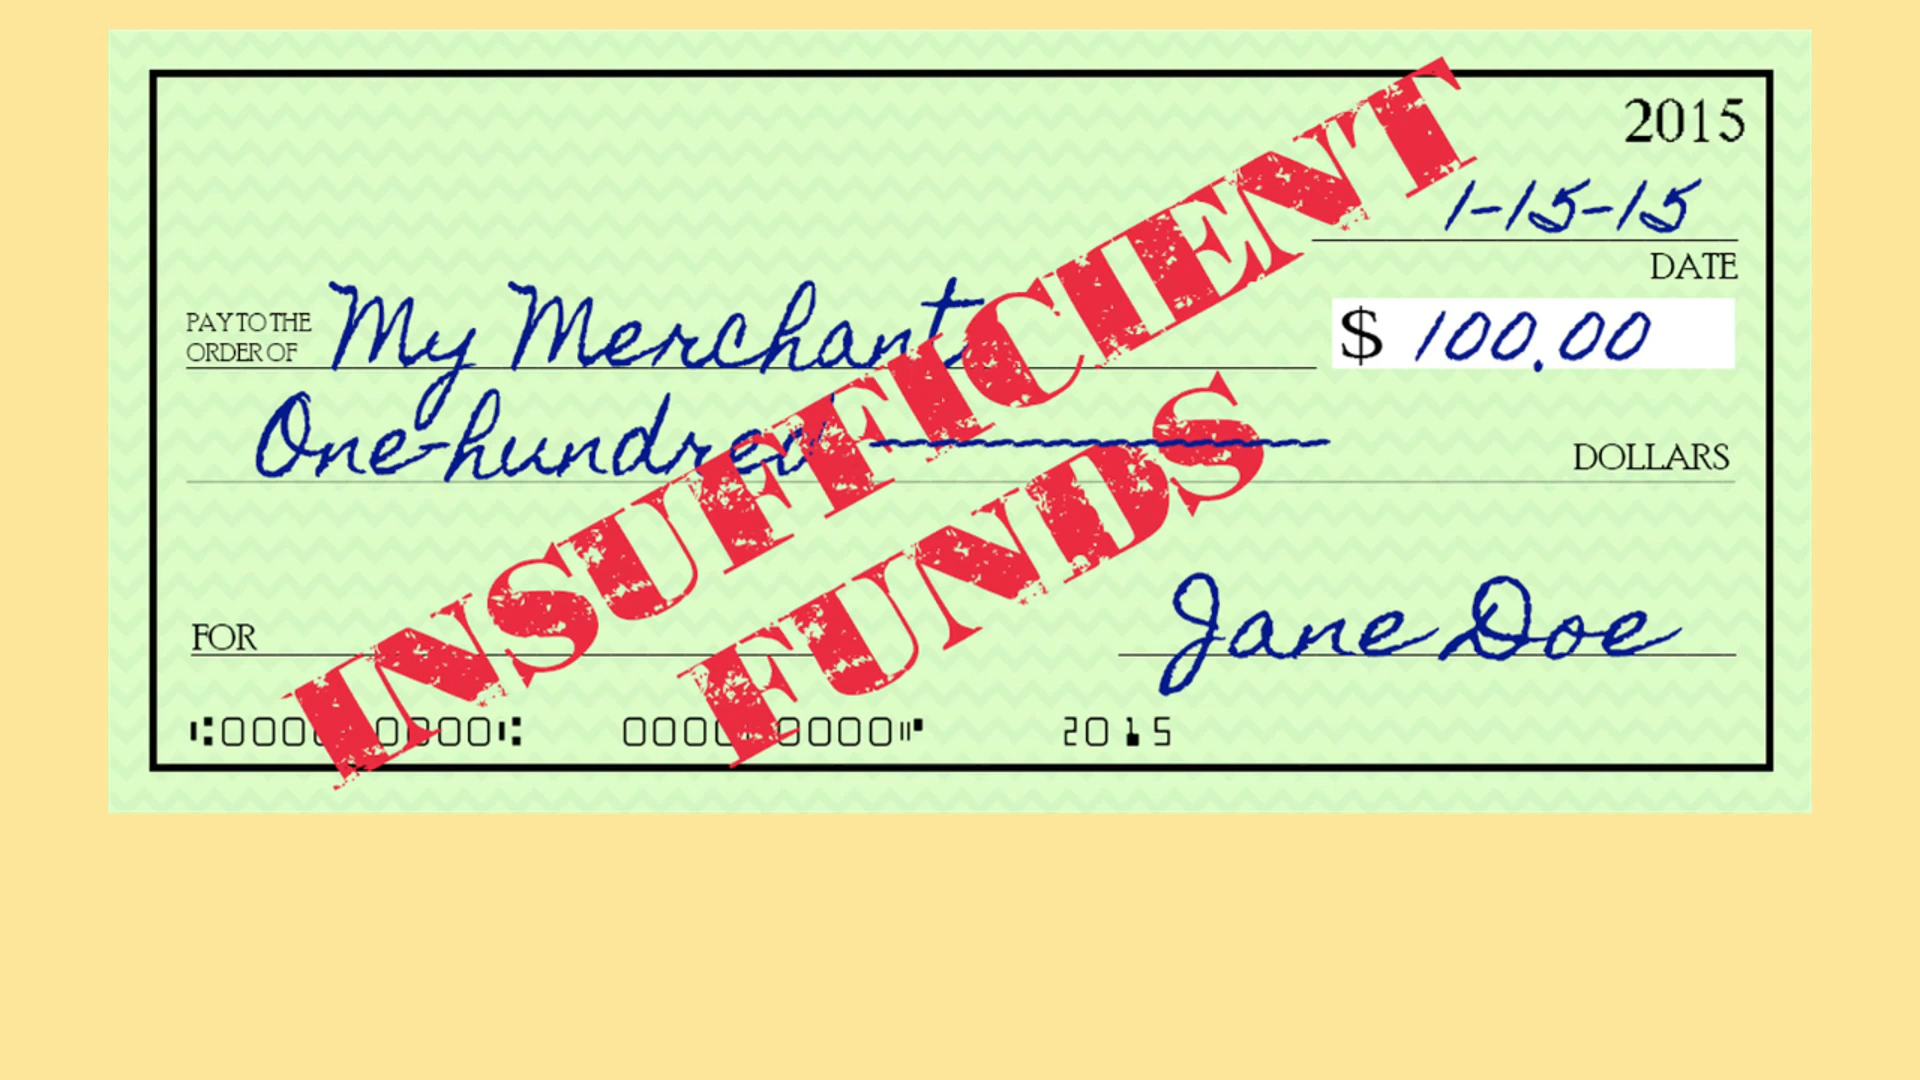 2015
1-15-15
DATE
PAY TO THE
ORDER OF My Merchant $ 100.00
One-hundred DOLLARS
INSUFFICIENT
FUNDS
FOR Jane Doe
2015